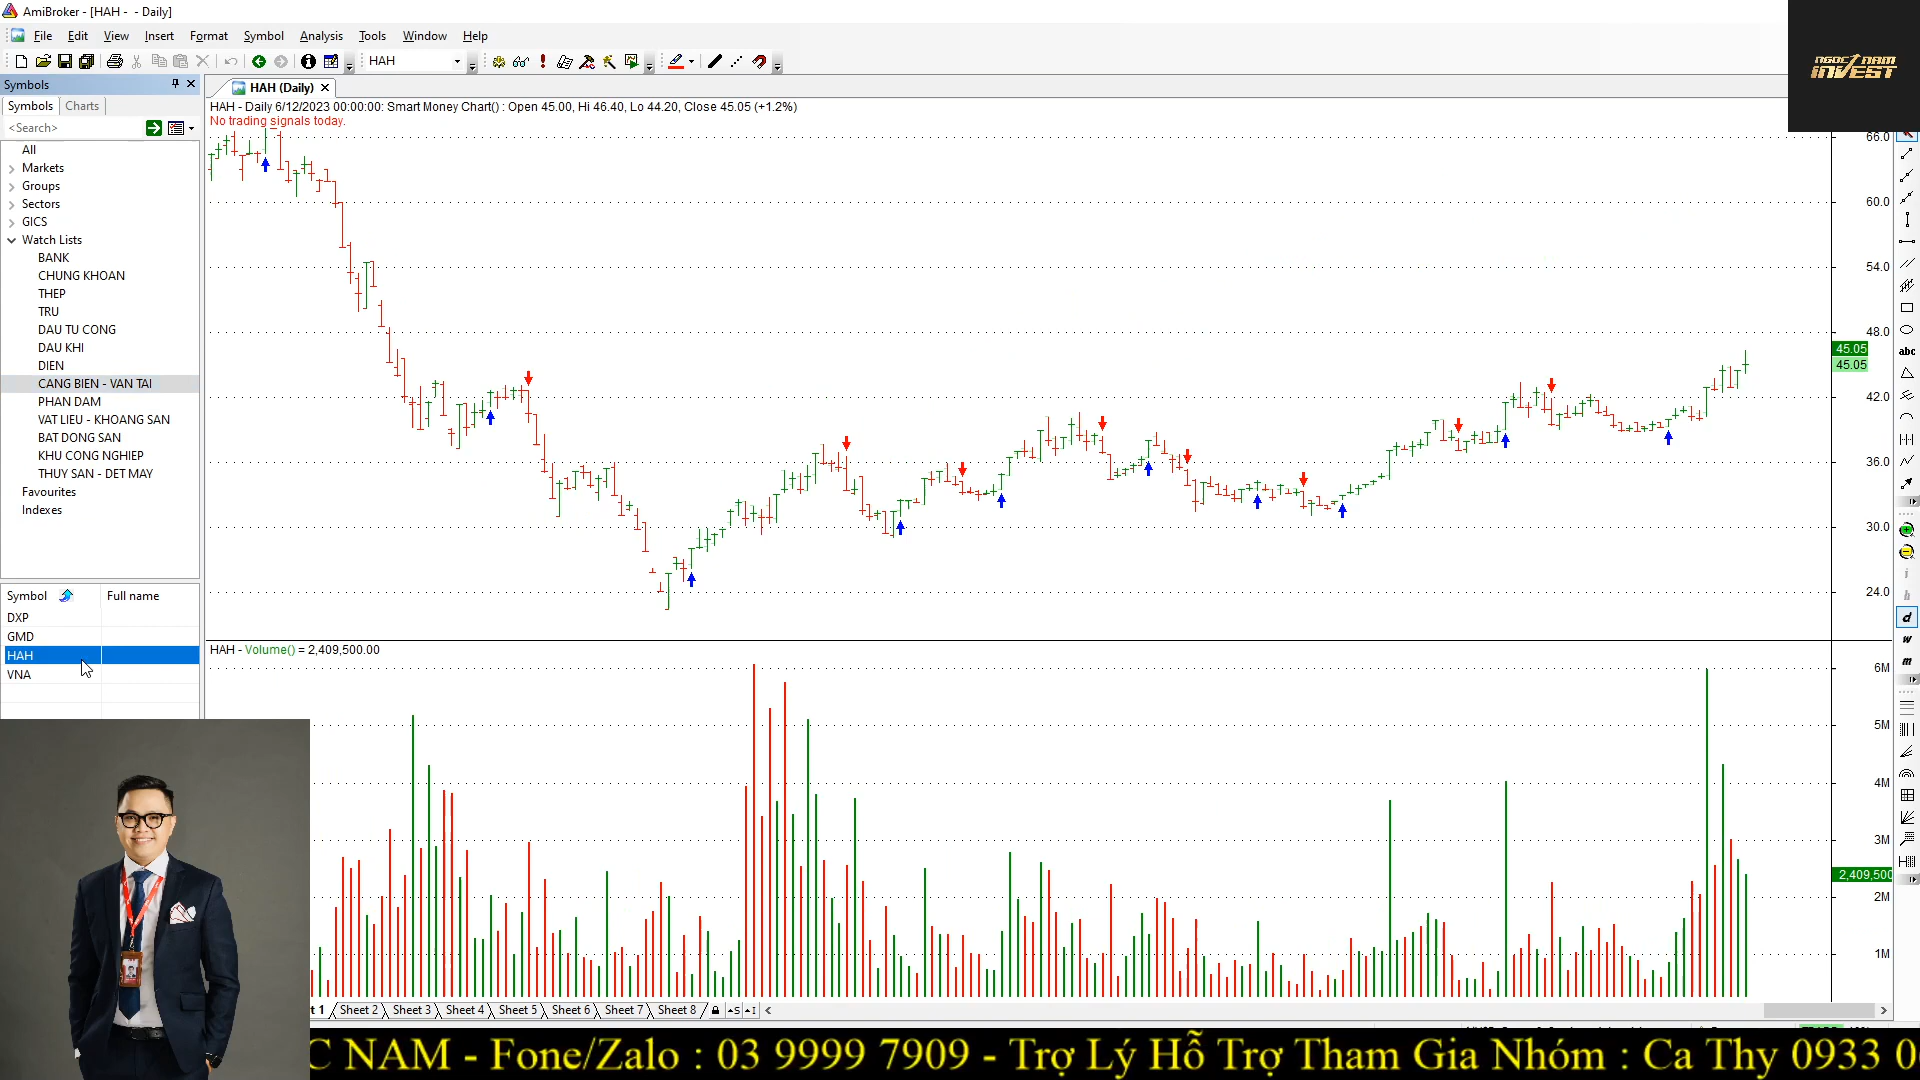 AmiBroker - [HAH -  - Daily]
File Edit View Insert Format Symbol Analysis Tools Window Help
NGOC NAM
INVEST
HAH
Symbols
HAH (Daily)
Symbols Charts
HAH - Daily 6/12/2023 00:00:00: Smart Money Chart() : Open 45.00, Hi 46.40, Lo 44.20, Close 45.05 (+1.2%)
No trading signals today.
<Search>
All
Markets
Groups
Sectors
GICS
Watch Lists
BANK
CHUNG KHOAN
THEP
TRU
DAU TU CONG
DAU KHI
DIEN
CANG BIEN - VAN TAI
PHAN DAM
VAT LIEU - KHOANG SAN
BAT DONG SAN
KHU CONG NGHIEP
THUY SAN - DET MAY
Favourites
Indexes
66.0
60.0
54.0
48.0
45.05
45.05
42.0
36.0
30.0
24.0
abc
i
h
d
w
m
Symbol Full name
DXP
GMD
HAH
VNA
HAH - Volume() = 2,409,500.00
6M
5M
4M
3M
2,409,500
2M
1M
t 1 Sheet 2 Sheet 3 Sheet 4 Sheet 5 Sheet 6 Sheet 7 Sheet 8
C NAM - Fone/Zalo : 03 9999 7909 - Trợ Lý Hỗ Trợ Tham Gia Nhóm : Ca Thy 0933 0